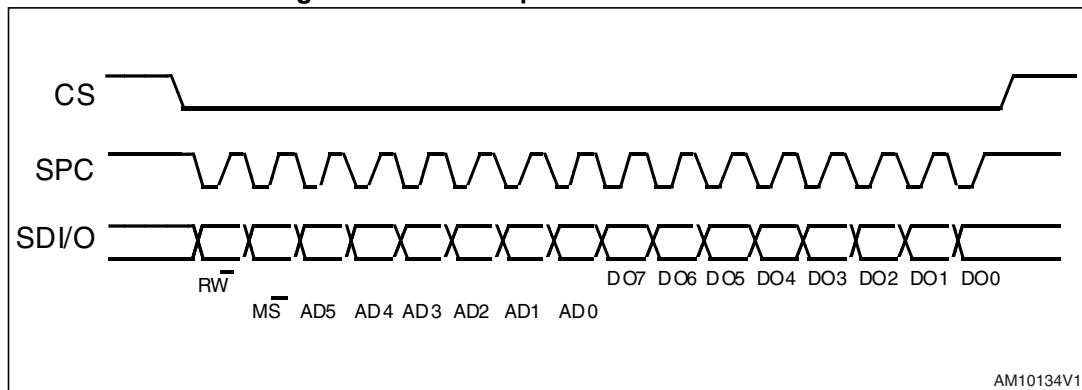 CS
SPC
SDI/O
RW
DO7 DO6 DO5 DO4 DO3 DO2 DO1 DO0
MS AD5 AD4 AD3 AD2 AD1 AD0
AM10134V1